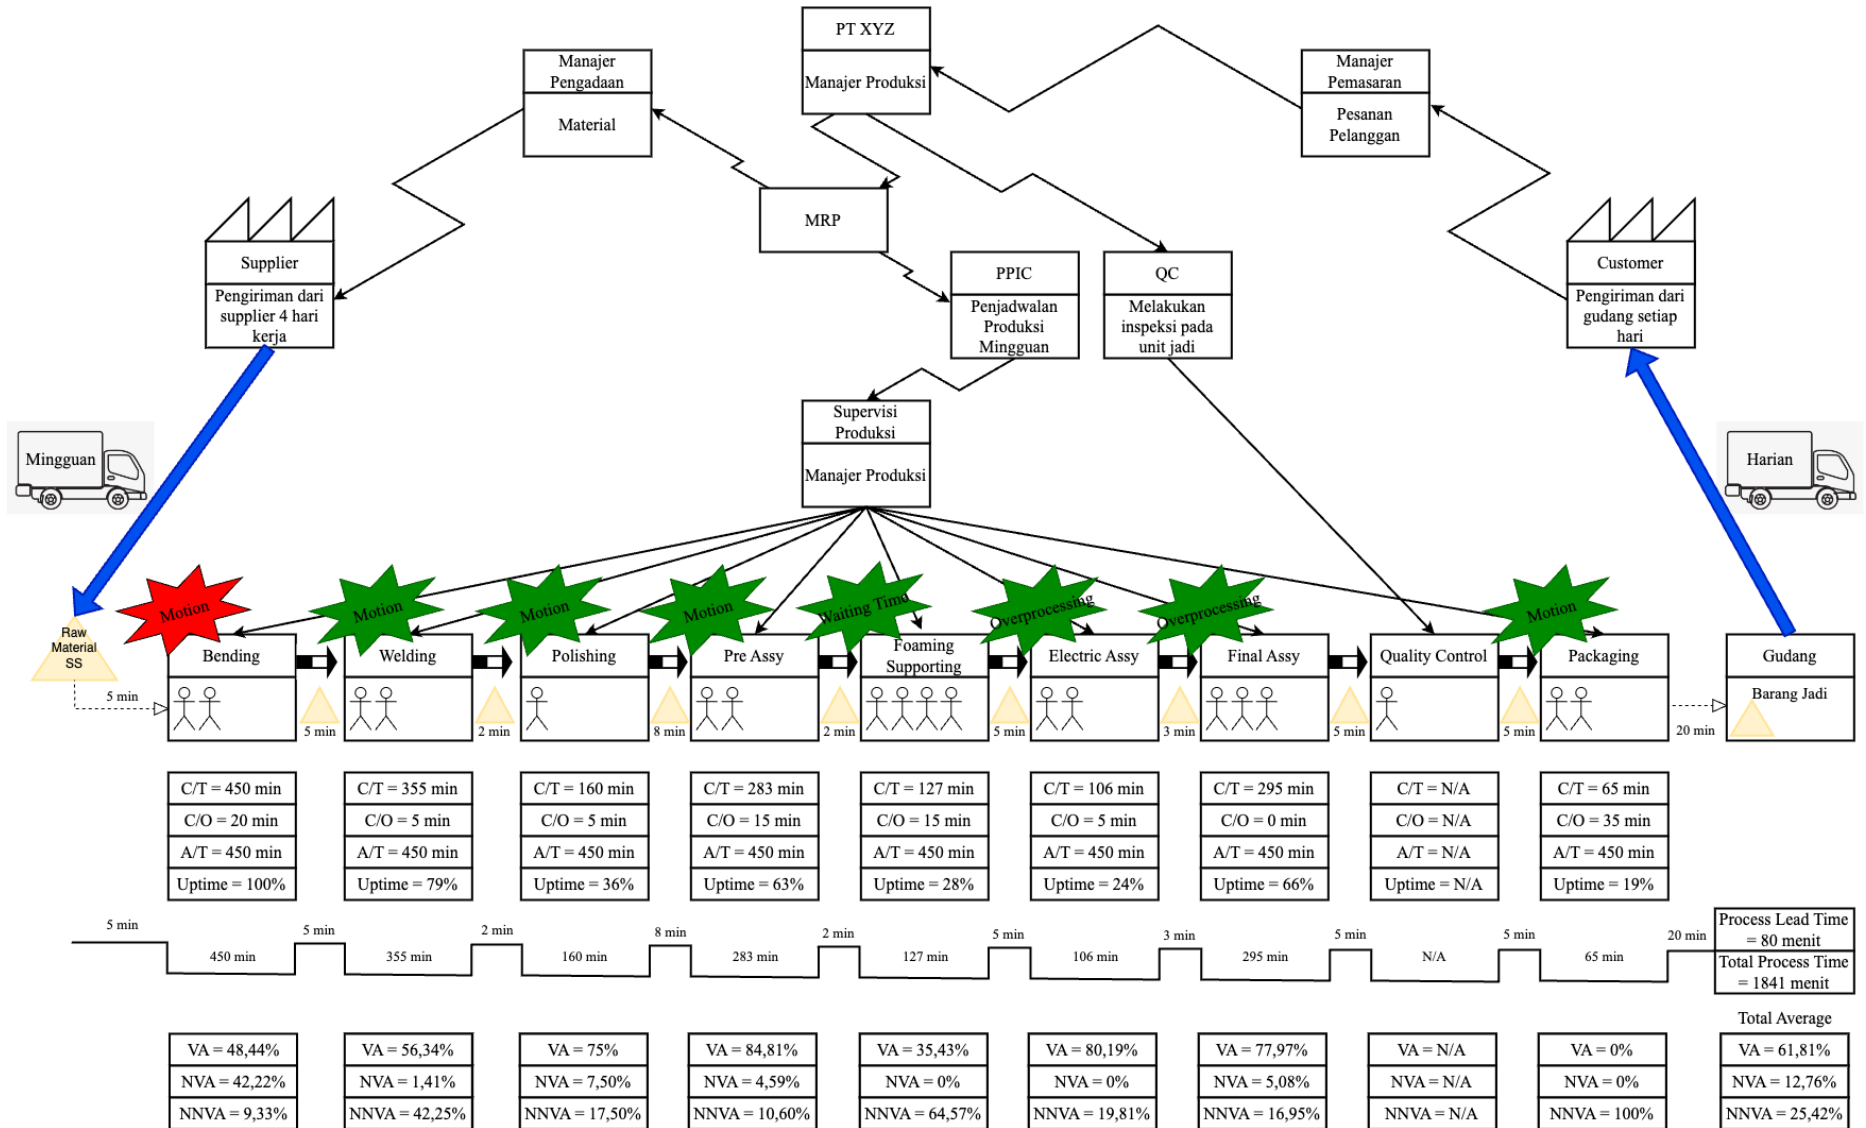 PT XYZ
Manajer Produksi
Manajer
Pengadaan
Material
Manajer
Pemasaran
Pesanan
Pelanggan
MRP
Supplier
Pengiriman dari
supplier 4 hari
kerja
PPIC
Penjadwalan
Produksi
Mingguan
QC
Melakukan
inspeksi pada
unit jadi
Customer
Pengiriman dari
gudang setiap
hari
Supervisi
Produksi
Manajer Produksi
Mingguan
Harian
Motion
Motion
Motion
Motion
Waiting Time
Overprocessing
Overprocessing
Motion
Raw
Material
SS
Bending
Welding
Polishing
Pre Assy
Foaming
Supporting
Electric Assy
Final Assy
Quality Control
Packaging
Gudang
Barang Jadi
5 min
5 min
2 min
8 min
2 min
5 min
3 min
5 min
5 min
20 min
C/T = 450 min
C/O = 20 min
A/T = 450 min
Uptime = 100%
C/T = 355 min
C/O = 5 min
A/T = 450 min
Uptime = 79%
C/T = 160 min
C/O = 5 min
A/T = 450 min
Uptime = 36%
C/T = 283 min
C/O = 15 min
A/T = 450 min
Uptime = 63%
C/T = 127 min
C/O = 15 min
A/T = 450 min
Uptime = 28%
C/T = 106 min
C/O = 5 min
A/T = 450 min
Uptime = 24%
C/T = 295 min
C/O = 0 min
A/T = 450 min
Uptime = 66%
C/T = N/A
C/O = N/A
A/T = N/A
Uptime = N/A
C/T = 65 min
C/O = 35 min
A/T = 450 min
Uptime = 19%
5 min
450 min
5 min
355 min
2 min
160 min
8 min
283 min
2 min
127 min
5 min
106 min
3 min
295 min
5 min
N/A
5 min
65 min
20 min
Process Lead Time
= 80 menit
Total Process Time
= 1841 menit
VA = 48,44%
NVA = 42,22%
NNVA = 9,33%
VA = 56,34%
NVA = 1,41%
NNVA = 42,25%
VA = 75%
NVA = 7,50%
NNVA = 17,50%
VA = 84,81%
NVA = 4,59%
NNVA = 10,60%
VA = 35,43%
NVA = 0%
NNVA = 64,57%
VA = 80,19%
NVA = 0%
NNVA = 19,81%
VA = 77,97%
NVA = 5,08%
NNVA = 16,95%
VA = N/A
NVA = N/A
NNVA = N/A
VA = 0%
NVA = 0%
NNVA = 100%
Total Average
VA = 61,81%
NVA = 12,76%
NNVA = 25,42%